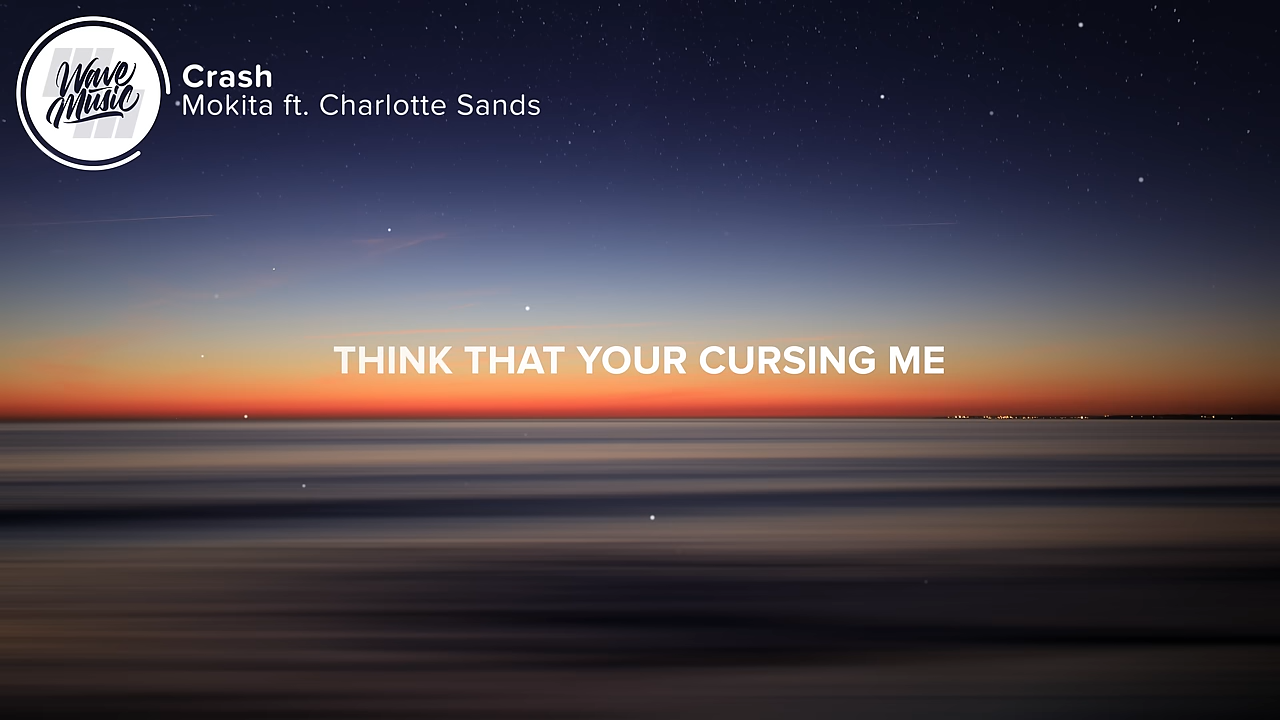 Wave
Music
Crash
Mokita ft. Charlotte Sands
THINK THAT YOUR CURSING ME